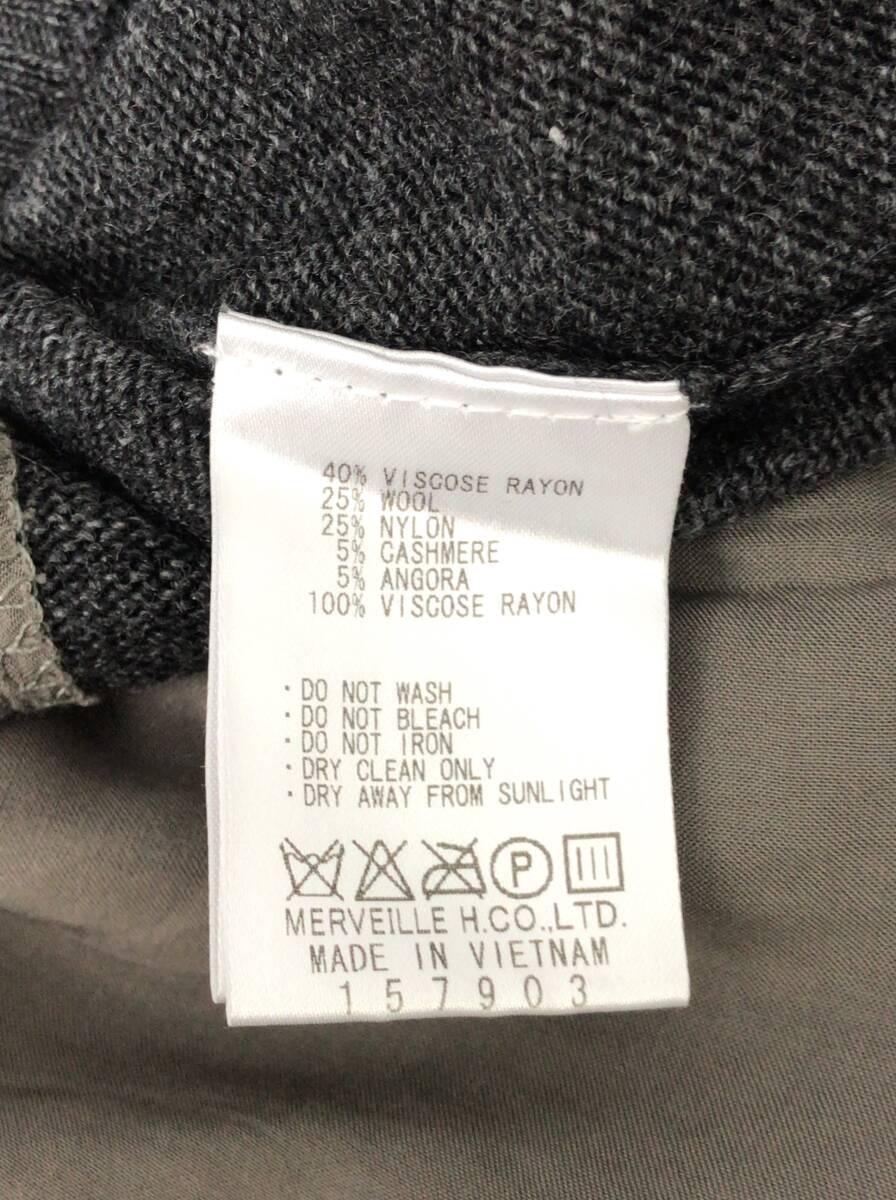 40% VISCOSE RAYON
25% WOOL
25% NYLON
5% CASHMERE
5% ANGORA
100% VISCOSE RAYON
・DO NOT WASH
・DO NOT BLEACH
・DO NOT IRON
・DRY CLEAN ONLY
・DRY AWAY FROM SUNLIGHT
P
MERVEILLE H.CO.,LTD.
MADE IN VIETNAM
157903